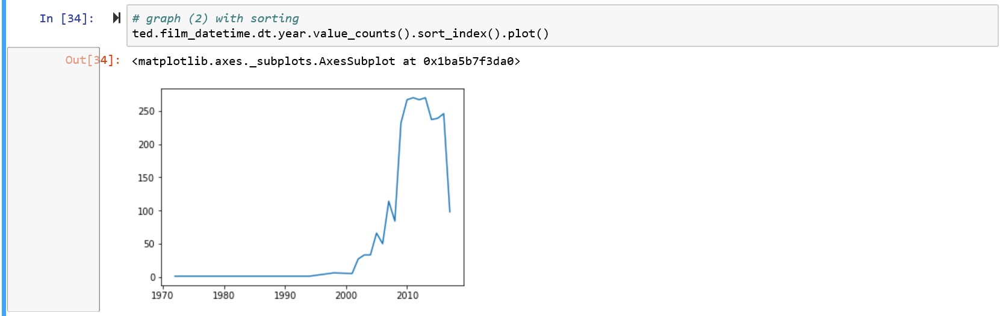 In [34]:
# graph (2) with sorting
ted.film_datetime.dt.year.value_counts().sort_index().plot()
Out[34]:
<matplotlib.axes._subplots.AxesSubplot at 0x1ba5b7f3da0>
250
200
150
100
50
0
1970 1980 1990 2000 2010